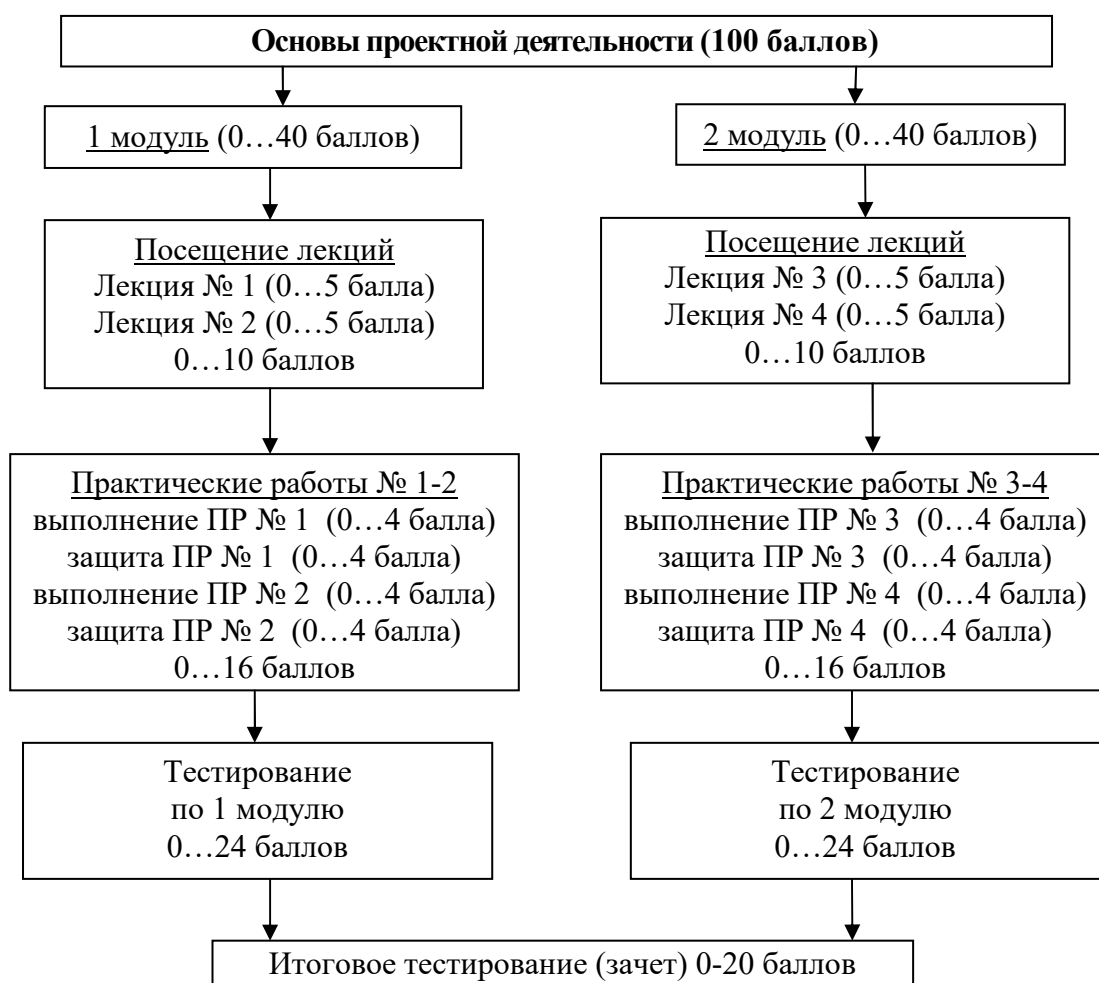 Основы проектной деятельности (100 баллов)
1 модуль (0…40 баллов)
2 модуль (0…40 баллов)
Посещение лекций
Лекция № 1 (0…5 балла)
Лекция № 2 (0…5 балла)
0…10 баллов
Посещение лекций
Лекция № 3 (0…5 балла)
Лекция № 4 (0…5 балла)
0…10 баллов
Практические работы № 1-2
выполнение ПР № 1 (0…4 балла)
защита ПР № 1 (0…4 балла)
выполнение ПР № 2 (0…4 балла)
защита ПР № 2 (0…4 балла)
0…16 баллов
Практические работы № 3-4
выполнение ПР № 3 (0…4 балла)
защита ПР № 3 (0…4 балла)
выполнение ПР № 4 (0…4 балла)
защита ПР № 4 (0…4 балла)
0…16 баллов
Тестирование
по 1 модулю
0…24 баллов
Тестирование
по 2 модулю
0…24 баллов
Итоговое тестирование (зачет) 0-20 баллов